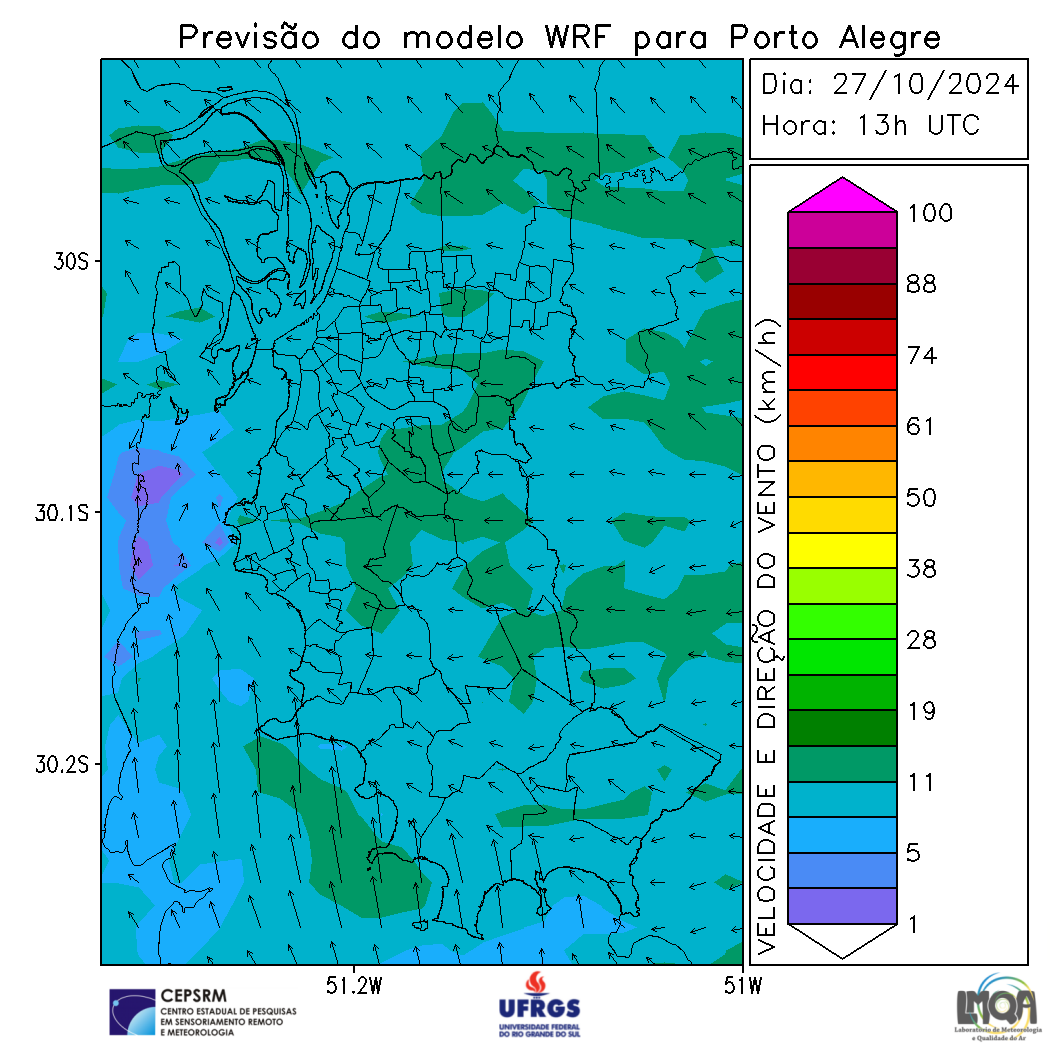 Previsão do modelo WRF para Porto Alegre
Dia: 27/10/2024
Hora: 13h UTC
30S
30.1S
30.2S
51.2W
51W
VELOCIDADE E DIREÇÃO DO VENTO (km/h)
100
88
74
61
50
38
28
19
11
5
1
CEPSRM
CENTRO ESTADUAL DE PESQUISAS
EM SENSORIAMENTO REMOTO
E METEOROLOGIA
UFRGS
UNIVERSIDADE FEDERAL
DO RIO GRANDE DO SUL
LMQA
Laboratório de Meteorologia
e Qualidade do Ar